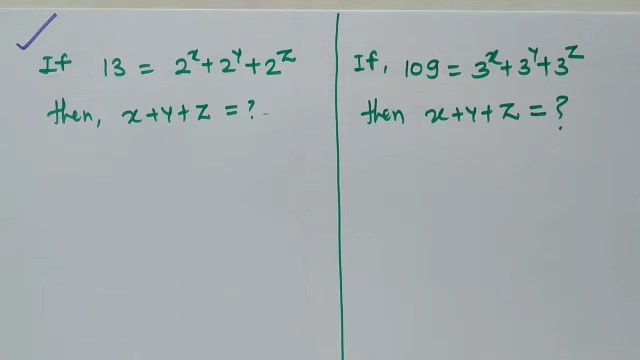 If 13 = 2^x + 2^y + 2^z
then, x + y + z = ?
If, 109 = 3^x + 3^y + 3^z
then x + y + z = ?